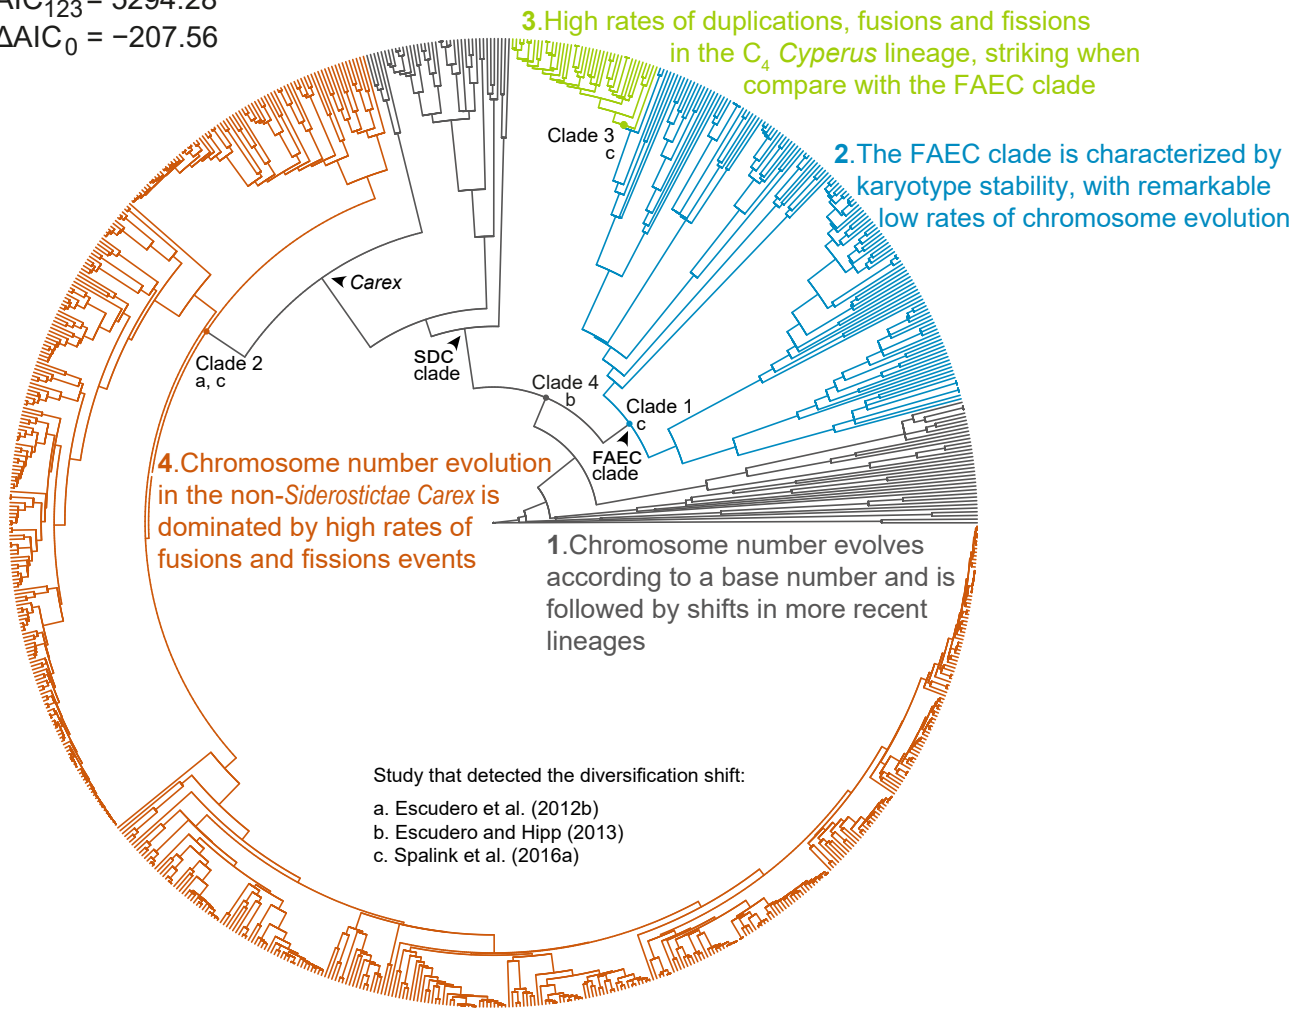 AIC123 = 5294.28
ΔAIC0 = −207.56
3.High rates of duplications, fusions and fissions
in the C4 Cyperus lineage, striking when
compare with the FAEC clade
Clade 3
c
2.The FAEC clade is characterized by
karyotype stability, with remarkable
low rates of chromosome evolution
Carex
SDC
clade
Clade 2
a, c
Clade 4
b
Clade 1
c
FAEC
clade
4.Chromosome number evolution
in the non-Siderostictae Carex is
dominated by high rates of
fusions and fissions events
1.Chromosome number evolves
according to a base number and is
followed by shifts in more recent
lineages
Study that detected the diversification shift:
a. Escudero et al. (2012b)
b. Escudero and Hipp (2013)
c. Spalink et al. (2016a)